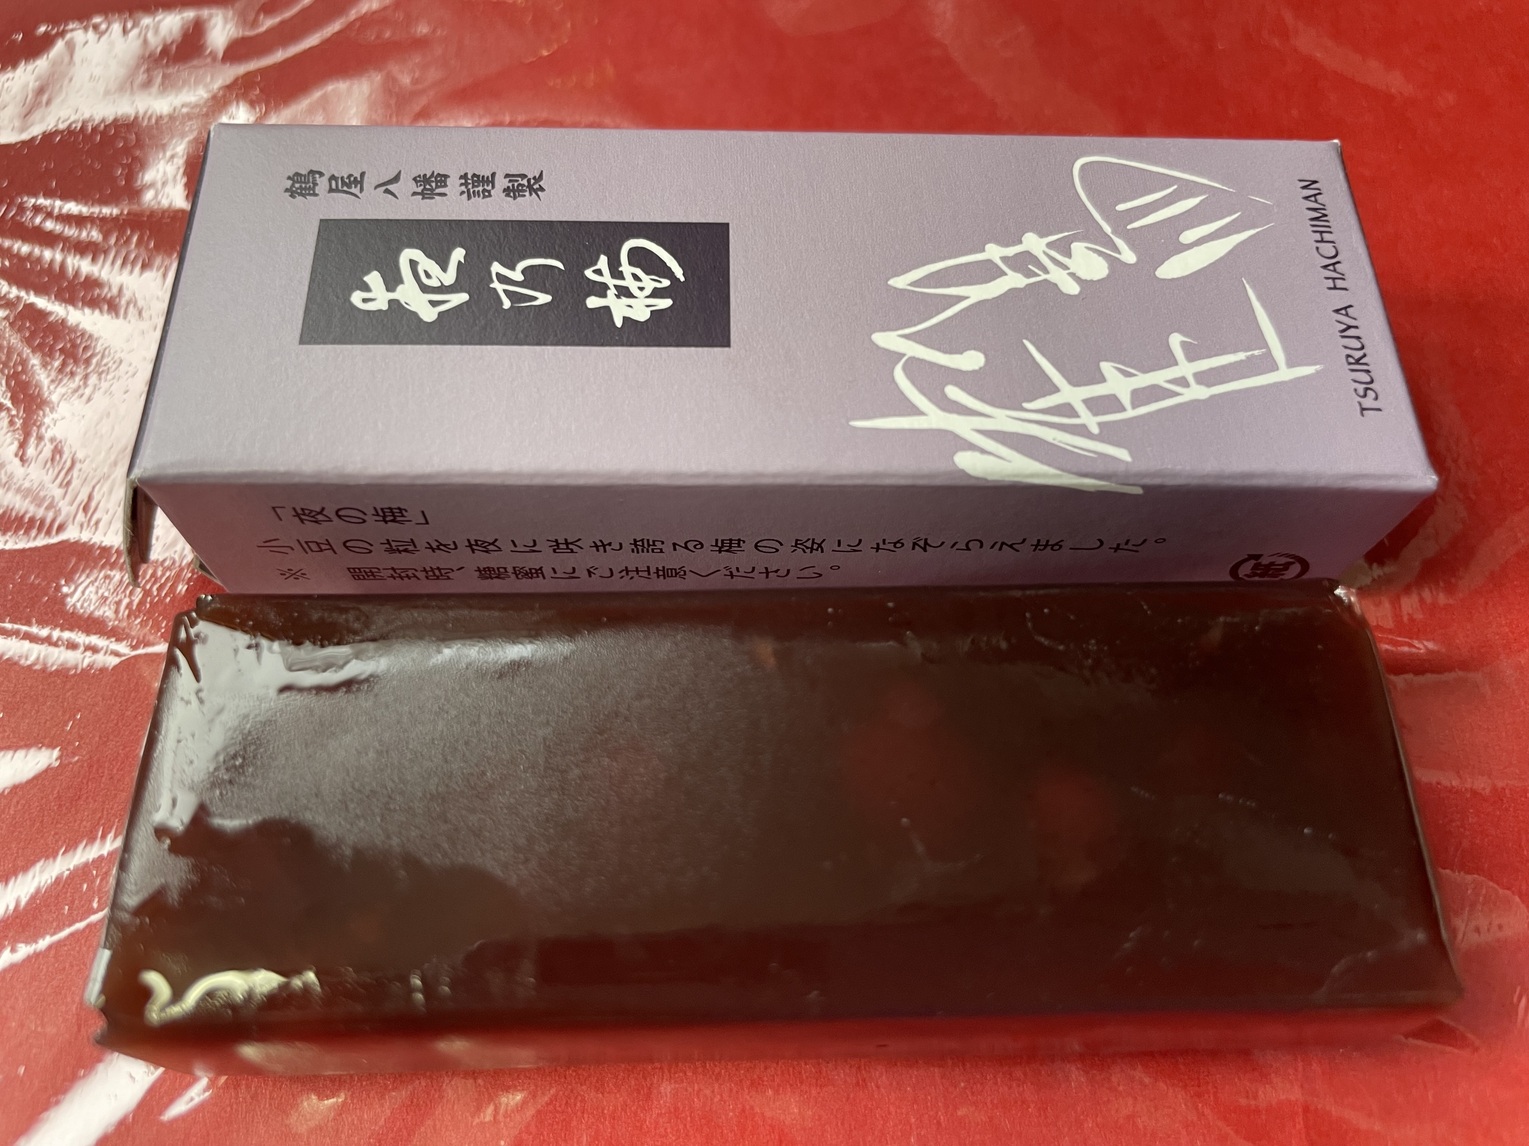 鶴屋八幡謹製
夜乃梅
TSURUYA HACHIMAN
「夜の梅」
小豆の粒を夜に咲き誇る梅の姿になぞらえました。
※ 開封時、糖蜜にご注意ください。
紙